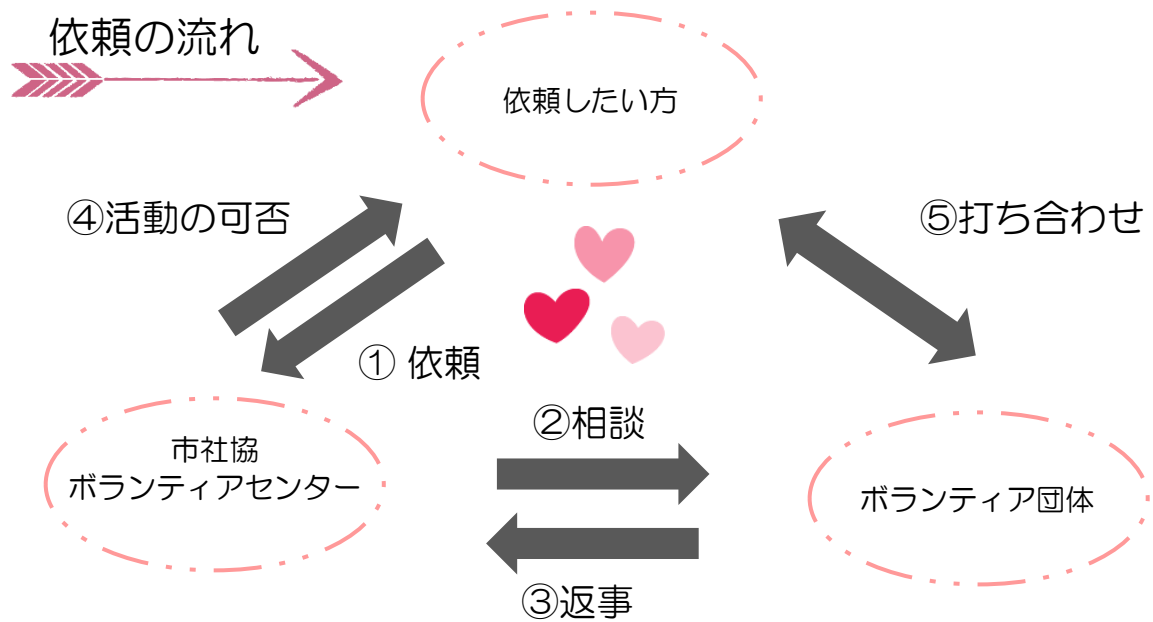 依頼の流れ
依頼したい方
④活動の可否
⑤打ち合わせ
① 依頼
②相談
市社協
ボランティアセンター
ボランティア団体
③返事